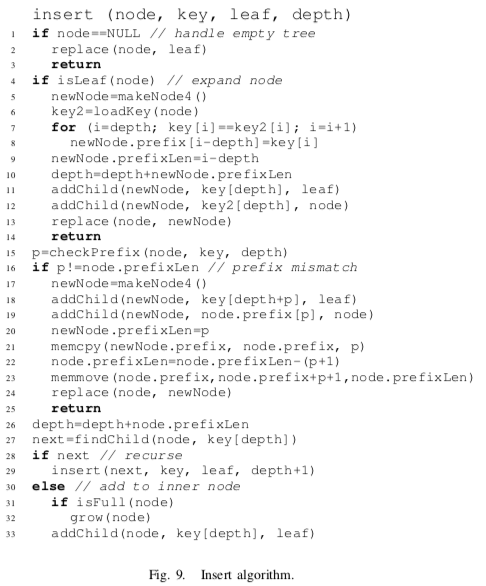 insert (node, key, leaf, depth)
1 if node==NULL // handle empty tree
2 replace(node, leaf)
3 return
4 if isLeaf(node) // expand node
5 newNode=makeNode4()
6 key2=loadKey(node)
7 for (i=depth; key[i]==key2[i]; i=i+1)
8 newNode.prefix[i-depth]=key[i]
9 newNode.prefixLen=i-depth
10 depth=depth+newNode.prefixLen
11 addChild(newNode, key[depth], leaf)
12 addChild(newNode, key2[depth], node)
13 replace(node, newNode)
14 return
15 p=checkPrefix(node, key, depth)
16 if p!=node.prefixLen // prefix mismatch
17 newNode=makeNode4()
18 addChild(newNode, key[depth+p], leaf)
19 addChild(newNode, node.prefix[p], node)
20 newNode.prefixLen=p
21 memcpy(newNode.prefix, node.prefix, p)
22 node.prefixLen=node.prefixLen-(p+1)
23 memmove(node.prefix,node.prefix+p+1,node.prefixLen)
24 replace(node, newNode)
25 return
26 depth=depth+node.prefixLen
27 next=findChild(node, key[depth])
28 if next // recurse
29 insert(next, key, leaf, depth+1)
30 else // add to inner node
31 if isFull(node)
32 grow(node)
33 addChild(node, key[depth], leaf)
Fig. 9. Insert algorithm.